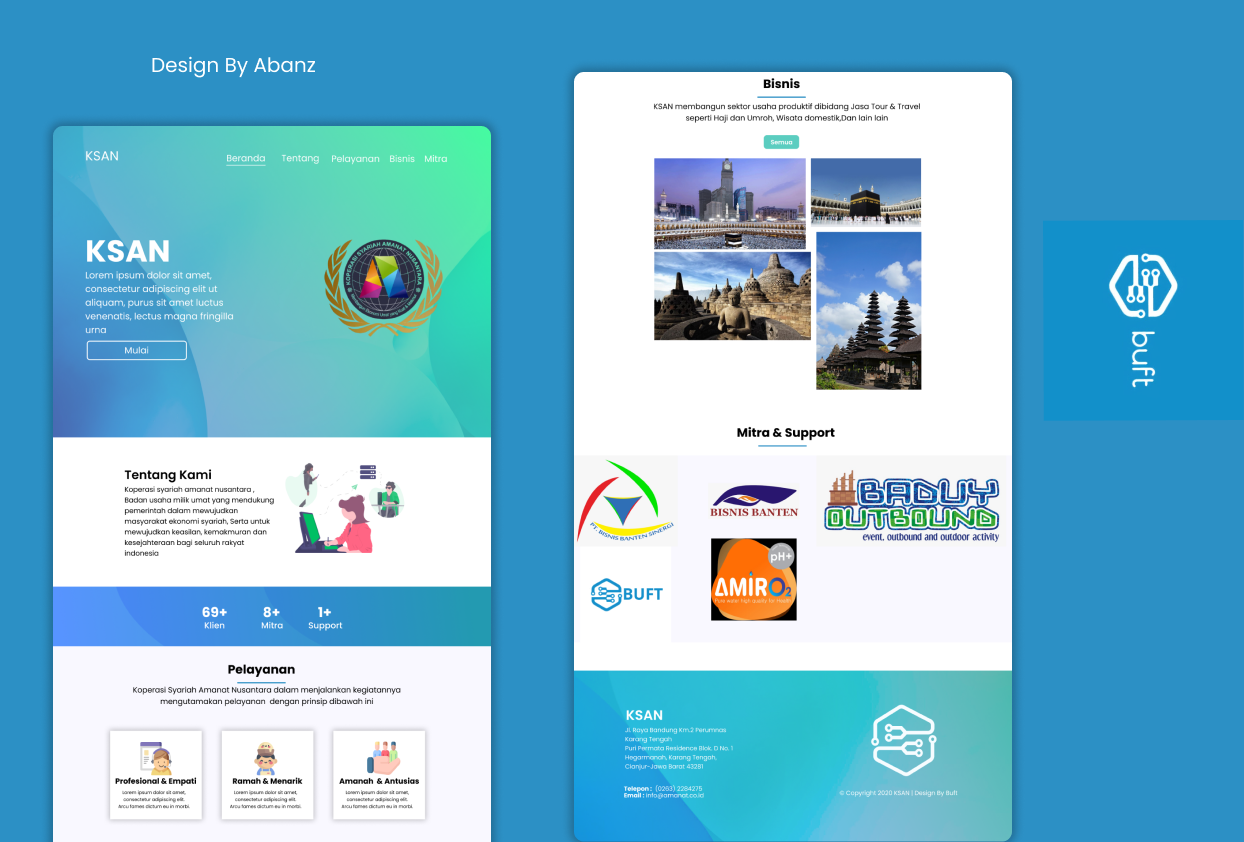 Design By Abanz
KSAN
Beranda Tentang Pelayanan Bisnis Mitra
KSAN
Lorem ipsum dolor sit amet,
consectetur adipiscing elit ut
aliquam, purus sit amet luctus
venenatis, lectus magna fringilla
urna
Mulai
KOPERASI SYARIAH AMANAT NUSANTARA
Tentang Kami
Koperasi syariah amanat nusantara ,
Badan usaha milik umat yang mendukung
pemerintah dalam mewujudkan
masyarakat ekonomi syariah, Serta untuk
mewujudkan keasilan, kemakmuran dan
kesejahteraan bagi seluruh rakyat
indonesia
69+ 8+ 1+
Klien Mitra Support
Pelayanan
Koperasi Syariah Amanat Nusantara dalam menjalankan kegiatannya
mengutamakan pelayanan dengan prinsip dibawah ini
Profesional & Empati
Lorem ipsum dolor sit amet,
consectetur adipiscing elit.
Arcu fames dictum eu in morbi.
Ramah & Menarik
Lorem ipsum dolor sit amet,
consectetur adipiscing elit.
Arcu fames dictum eu in morbi.
Amanah & Antusias
Lorem ipsum dolor sit amet,
consectetur adipiscing elit.
Arcu fames dictum eu in morbi.
Bisnis
KSAN membangun sektor usaha produktif dibidang Jasa Tour & Travel
seperti Haji dan Umroh, Wisata domestik,Dan lain lain
Semua
Mitra & Support
PT. BISNIS BANTEN SINERGI
BISNIS BANTEN
BADUY
OUTBOUND
event, outbound and outdoor activity
BUFT
pH+
AMIRO2
Pure water high quality for health
KSAN
Jl. Raya Bandung Km.2 Perumnas
Karang Tengah
Puri Permata Residence Blok. D No. 1
Hegarmanah, Karang Tengah,
Cianjur-Jawa Barat 43281
Telepon : (0263) 2284275
Email : info@amanat.co.id
© Copyright 2020 KSAN | Design By Buft
buft